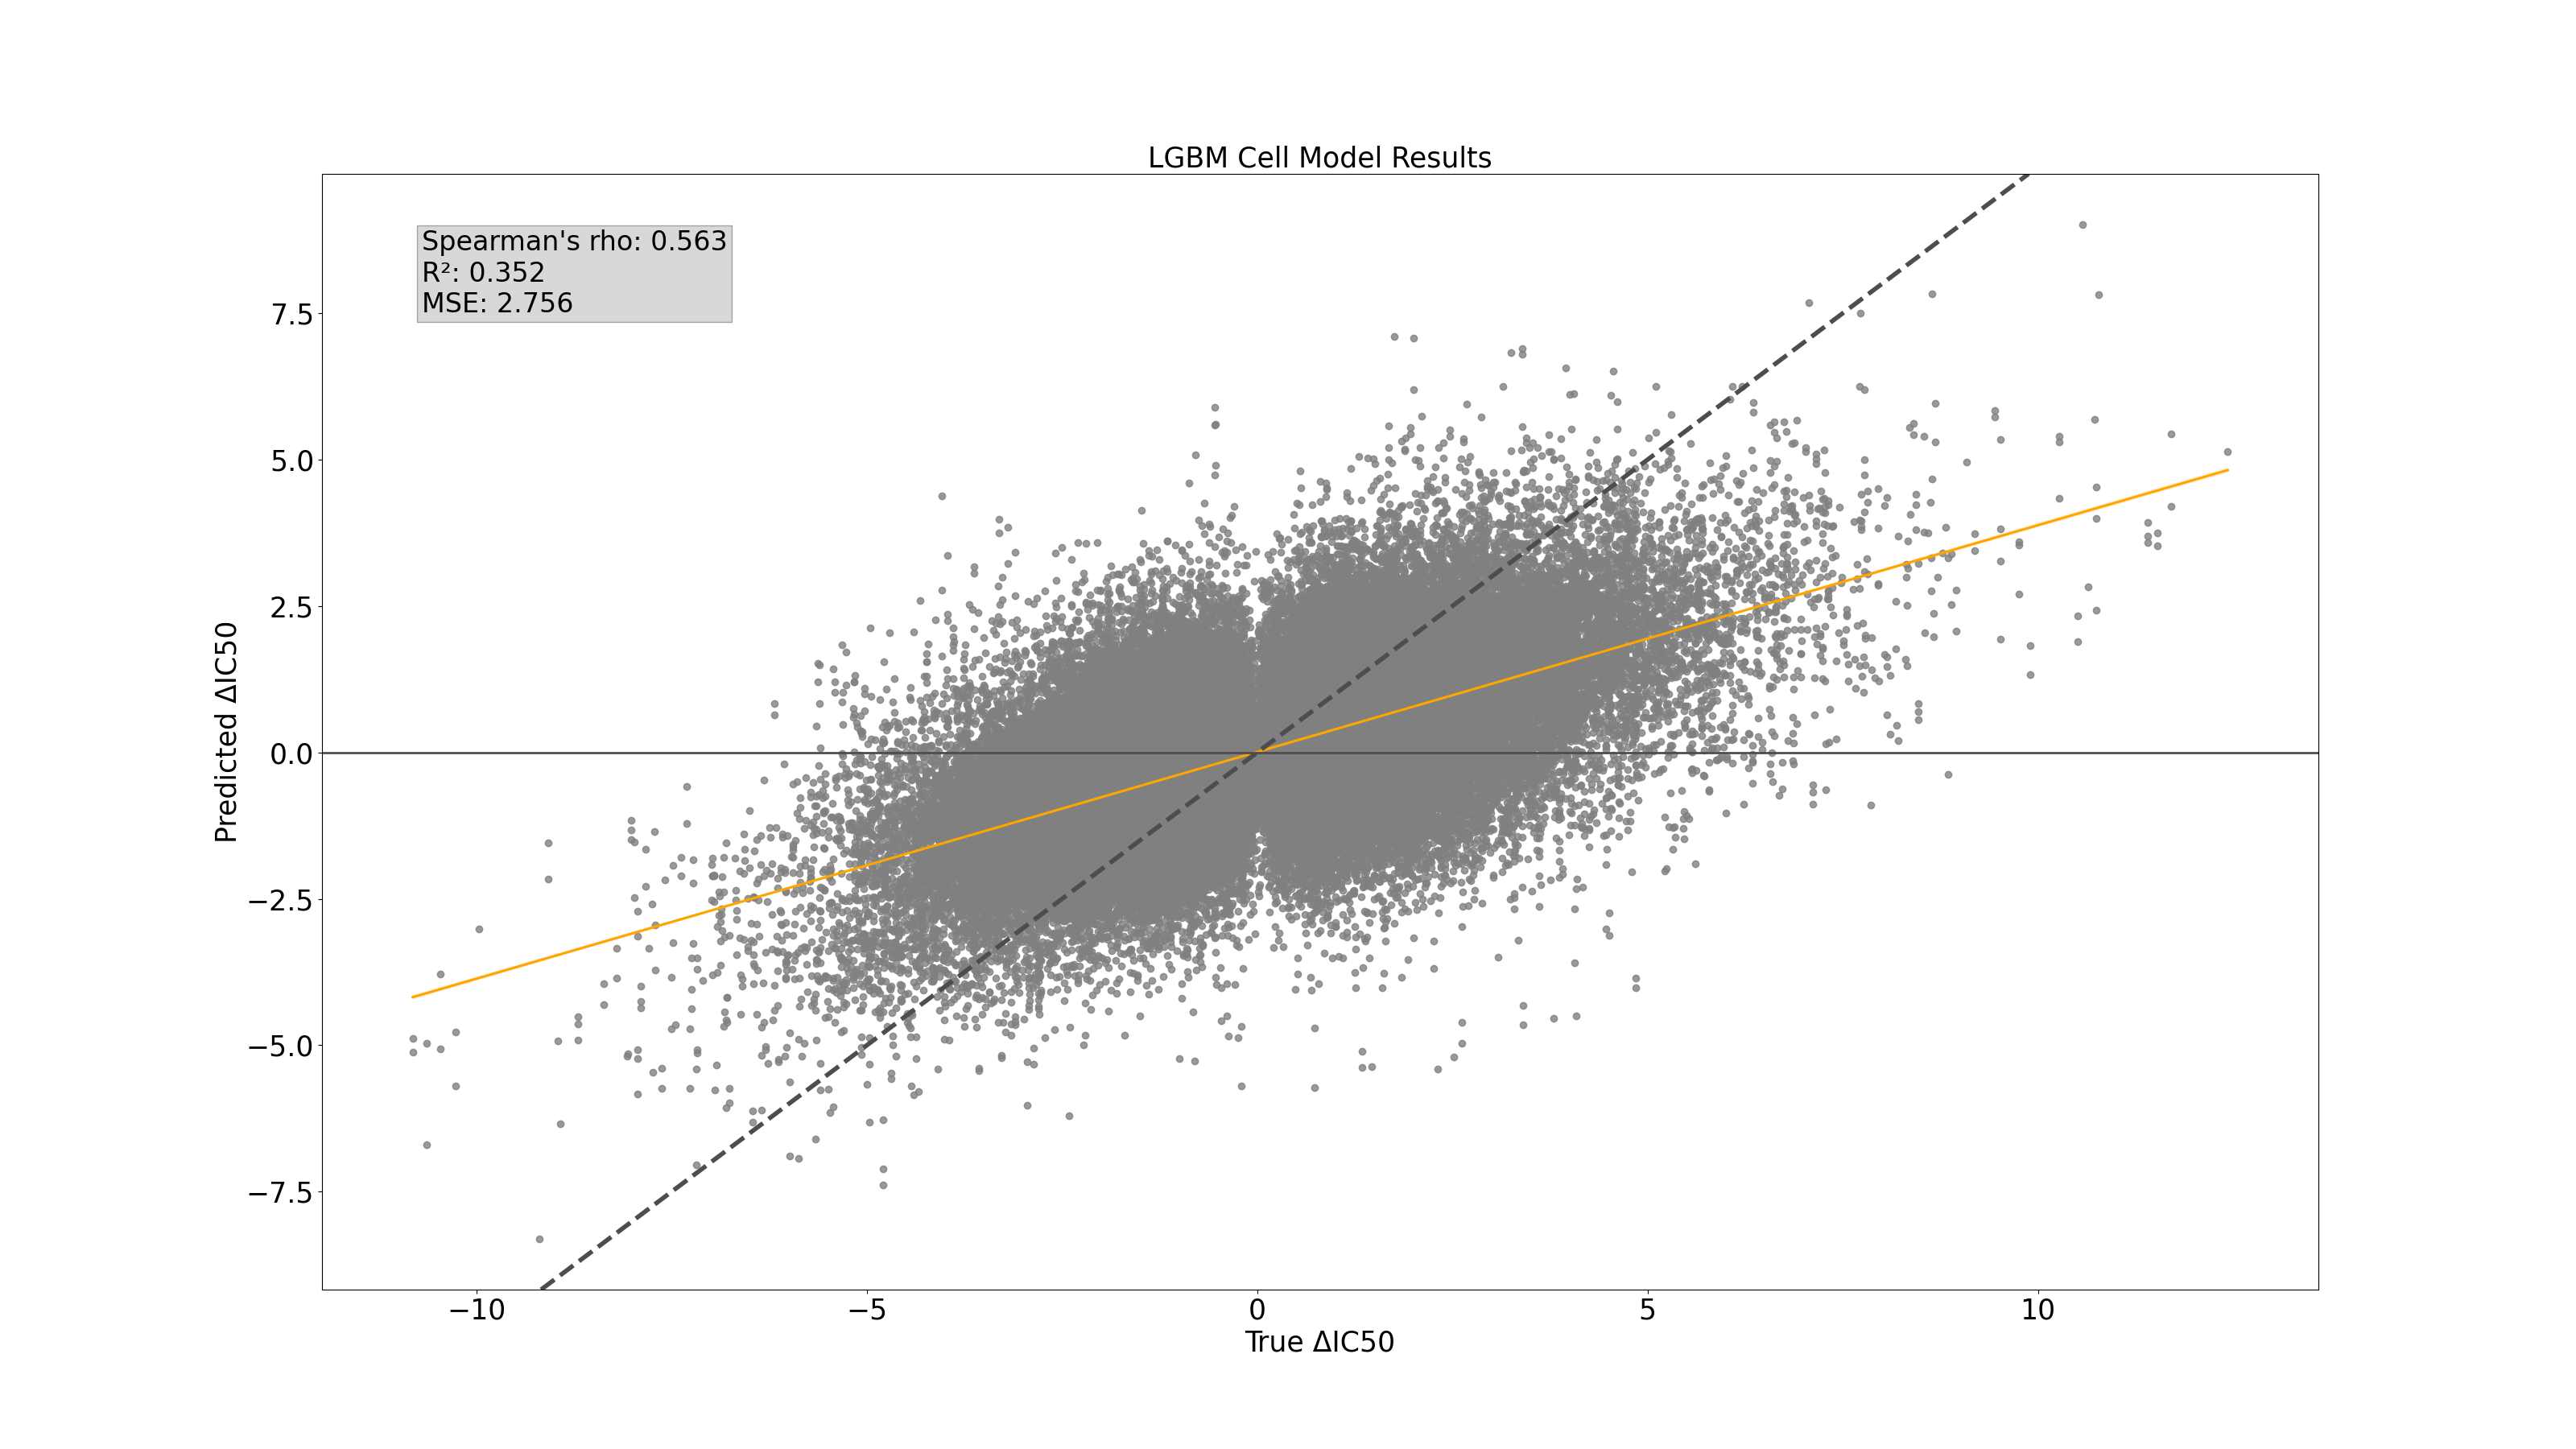 LGBM Cell Model Results
Spearman's rho: 0.563
R²: 0.352
MSE: 2.756
7.5
5.0
2.5
0.0
−2.5
−5.0
−7.5
Predicted ΔIC50
−10
−5
0
5
10
True ΔIC50